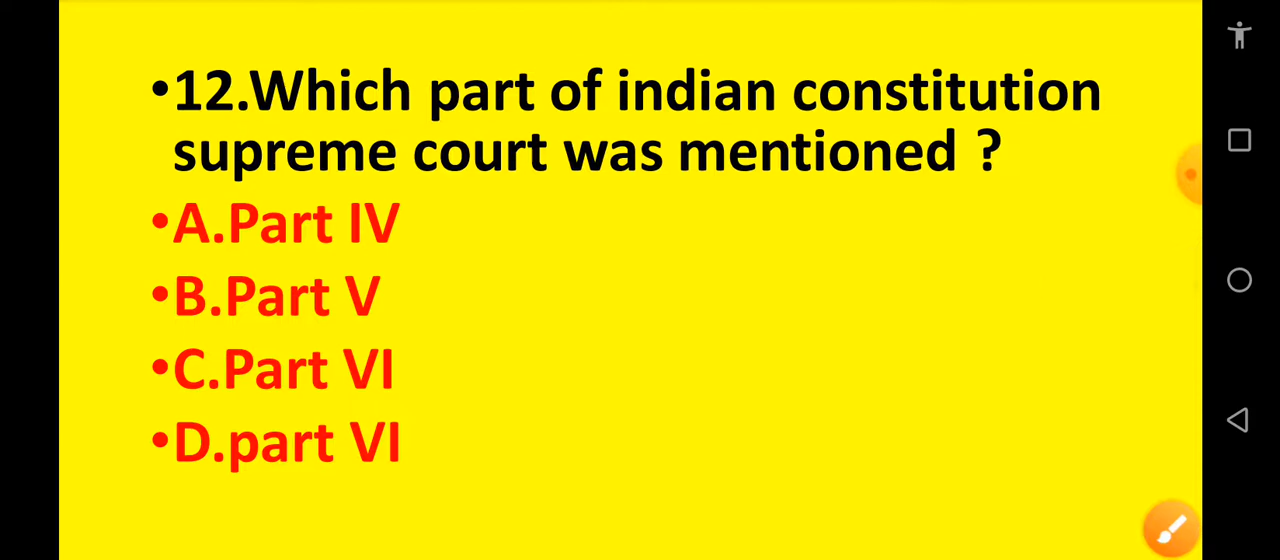 •12.Which part of indian constitution
supreme court was mentioned ?
•A.Part IV
•B.Part V
•C.Part VI
•D.part VI